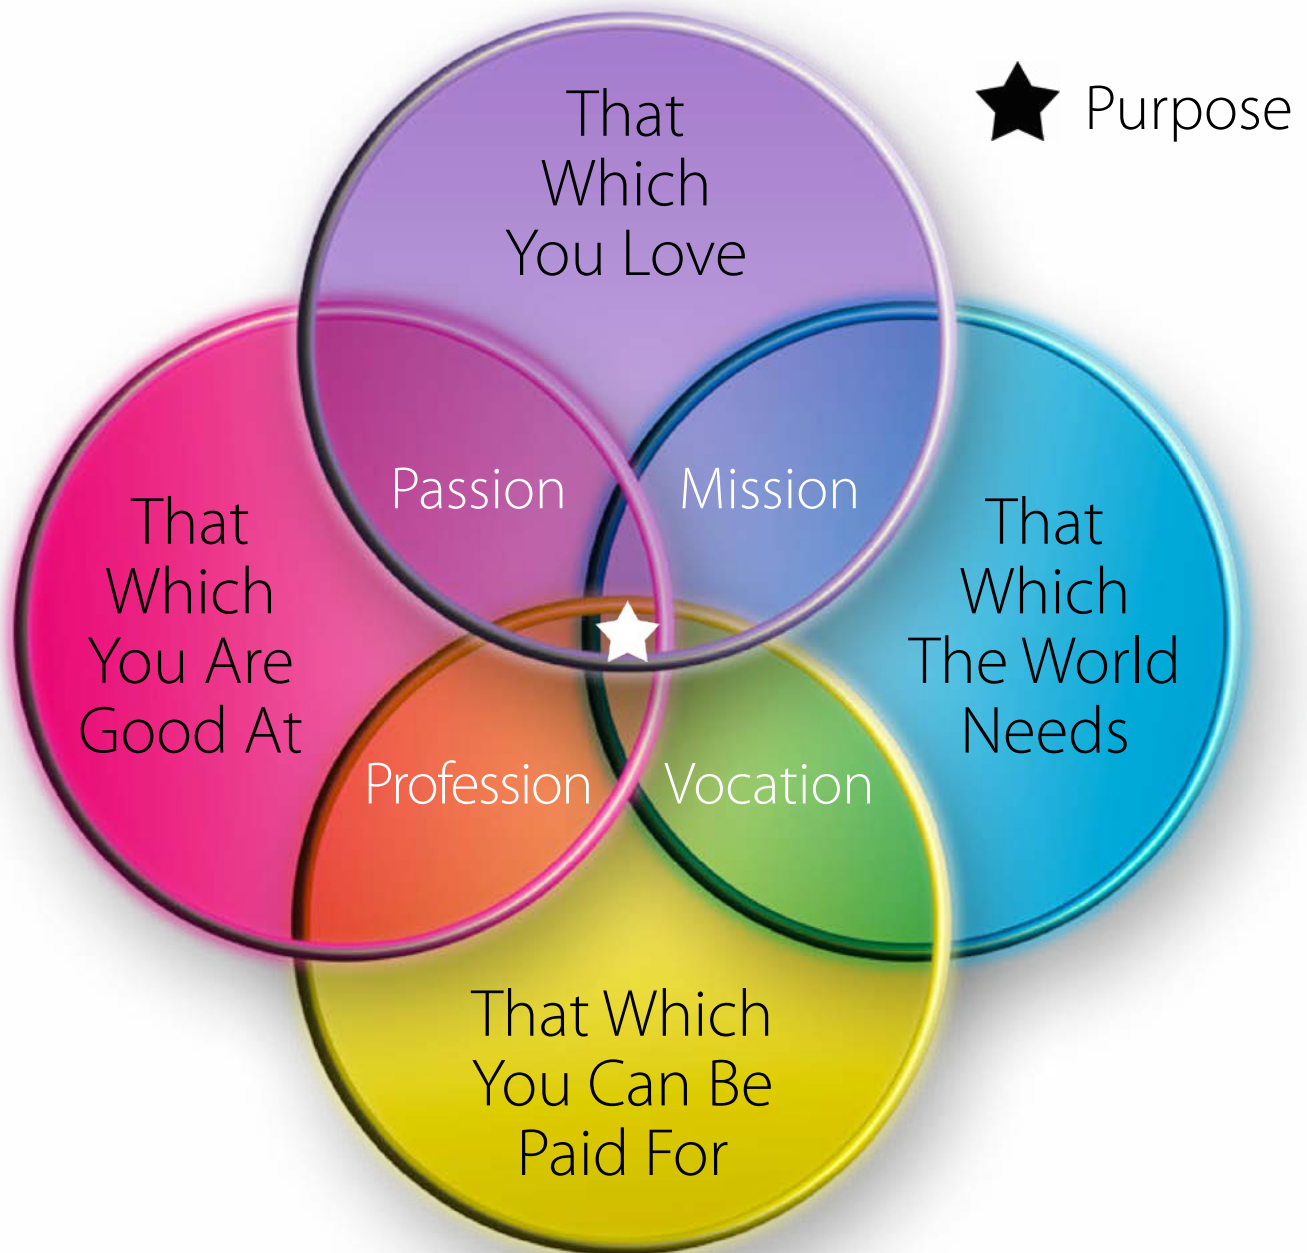 That
Which
You Love
Purpose
Passion
Mission
That
Which
You Are
Good At
That
Which
The World
Needs
Profession
Vocation
That Which
You Can Be
Paid For